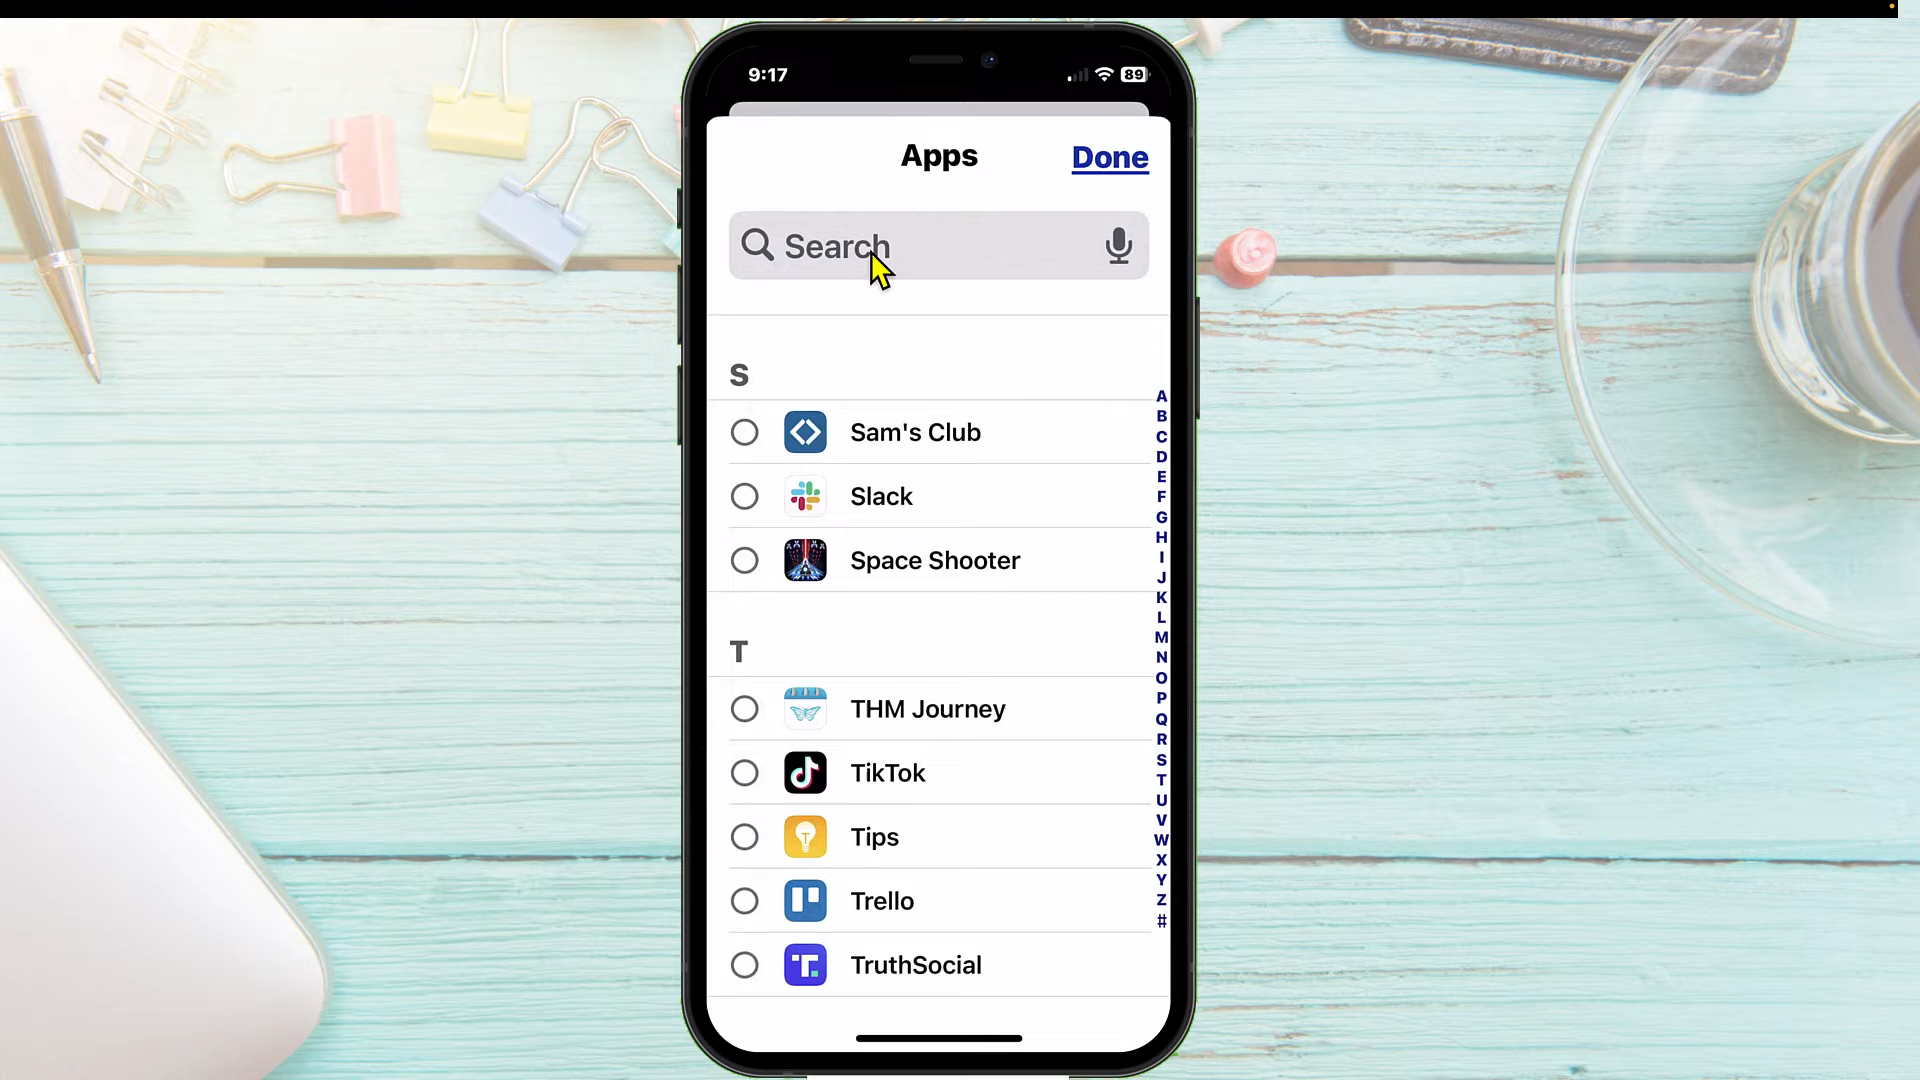 9:17
89
Apps
Done
Search
S
Sam's Club
Slack
Space Shooter
T
THM Journey
TikTok
Tips
Trello
TruthSocial
A
B
C
D
E
F
G
H
I
J
K
L
M
N
O
P
Q
R
S
T
U
V
W
X
Y
Z
#